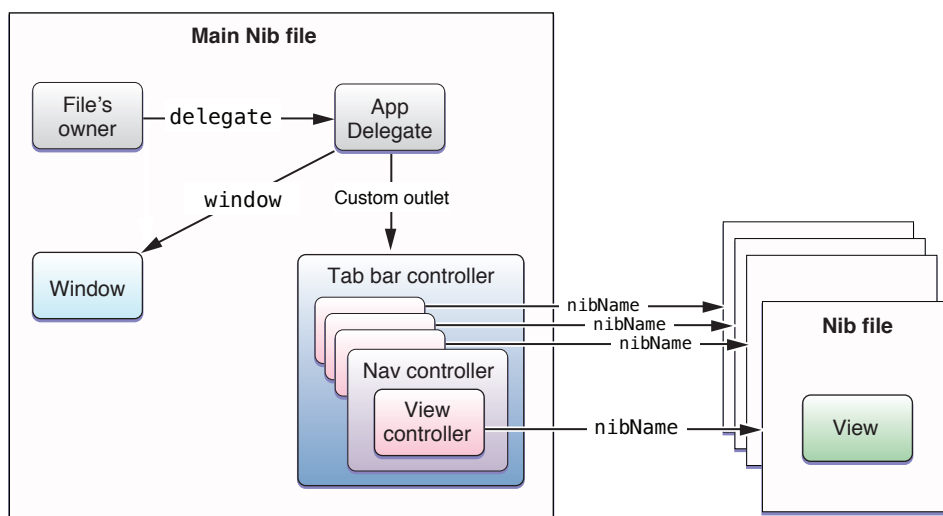 Main Nib file
File's
owner
delegate
App
Delegate
window
Custom outlet
Window
Tab bar controller
nibName
nibName
nibName
Nib file
Nav controller
View
controller
nibName
View